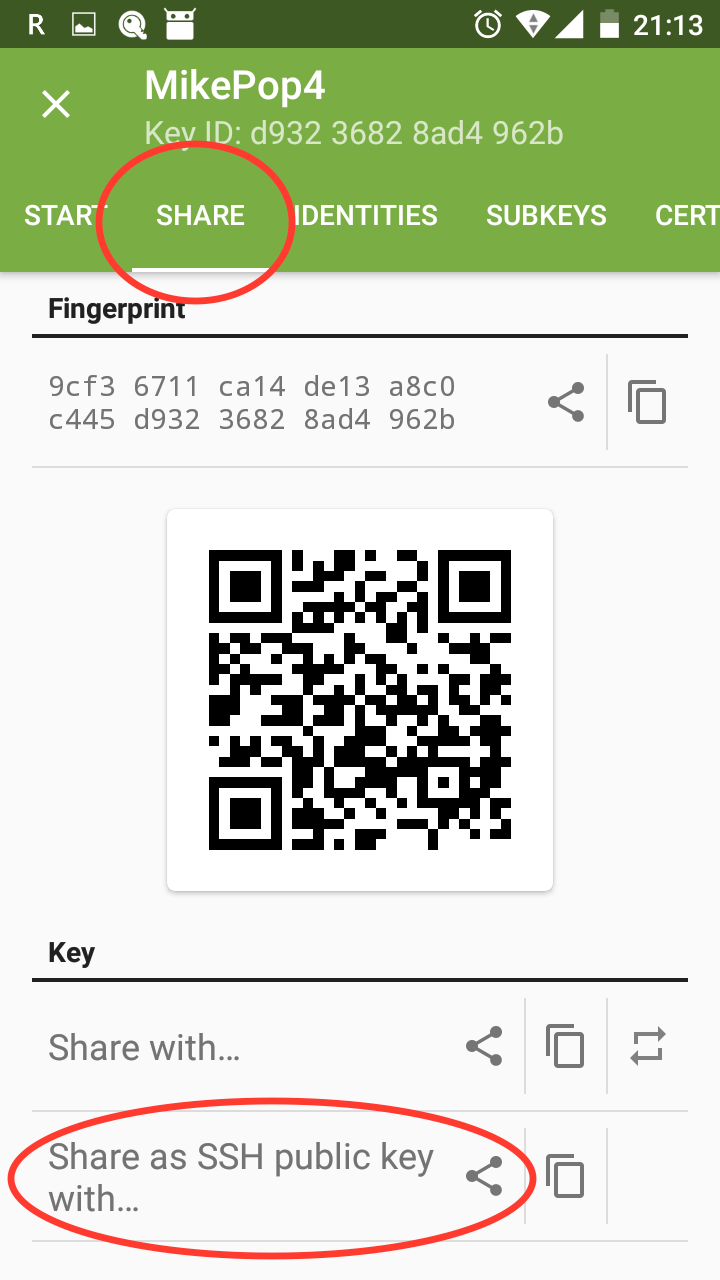 R
21:13
MikePop4
Key ID: d932 3682 8ad4 962b
START SHARE IDENTITIES SUBKEYS CERT
Fingerprint
9cf3 6711 ca14 de13 a8c0
c445 d932 3682 8ad4 962b
Key
Share with...
Share as SSH public key
with...